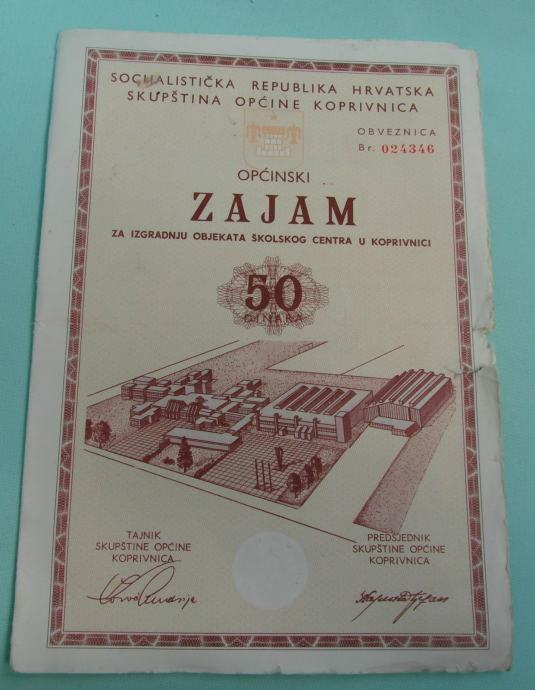 SOCIJALISTIČKA REPUBLIKA HRVATSKA
SKUPŠTINA OPĆINE KOPRIVNICA
OBVEZNICA
Br. 024346
OPĆINSKI
ZAJAM
ZA IZGRADNJU OBJEKATA ŠKOLSKOG CENTRA U KOPRIVNICI
50
DINARA
TAJNIK
SKUPŠTINE OPĆINE
KOPRIVNICA
PREDSJEDNIK
SKUPŠTINE OPĆINE
KOPRIVNICA